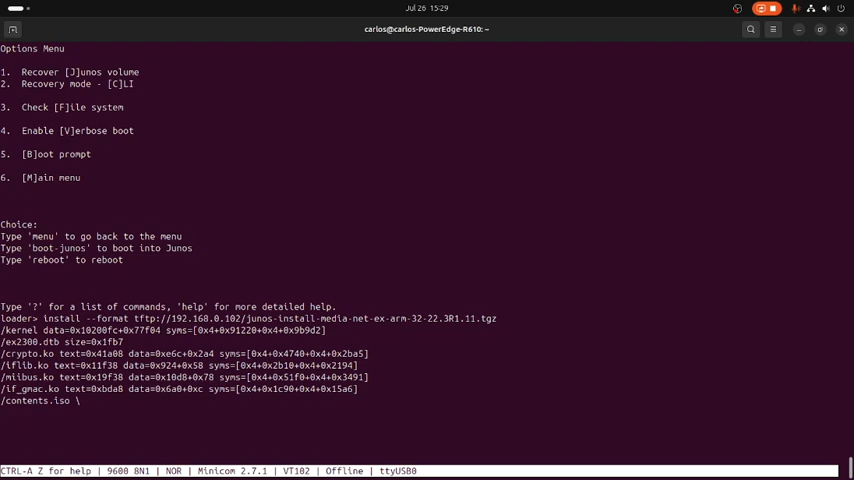 Jul 26 15:29
carlos@carlos-PowerEdge-R610: ~
Options Menu
1. Recover [J]unos volume
2. Recovery mode - [C]LI
3. Check [F]ile system
4. Enable [V]erbose boot
5. [B]oot prompt
6. [M]ain menu
Choice:
Type 'menu' to go back to the menu
Type 'boot-junos' to boot into Junos
Type 'reboot' to reboot
Type '?' for a list of commands, 'help' for more detailed help.
loader> install --format tftp://192.168.0.102/junos-install-media-net-ex-arm-32-22.3R1.11.tgz
/kernel data=0x10200fc+0x77f04 syms=[0x4+0x91220+0x4+0x9b9d2]
/ex2300.dtb size=0x1fb7
/crypto.ko text=0x41a08 data=0xe6c+0x2a4 syms=[0x4+0x4740+0x4+0x2ba5]
/iflib.ko text=0x11f38 data=0x924+0x58 syms=[0x4+0x2b10+0x4+0x2194]
/miibus.ko text=0x19f38 data=0x10d8+0x78 syms=[0x4+0x51f0+0x4+0x3491]
/if_gmac.ko text=0xbda8 data=0x6a0+0xc syms=[0x4+0x1c90+0x4+0x15a6]
/contents.iso \
CTRL-A Z for help | 9600 8N1 | NOR | Minicom 2.7.1 | VT102 | Offline | ttyUSB0